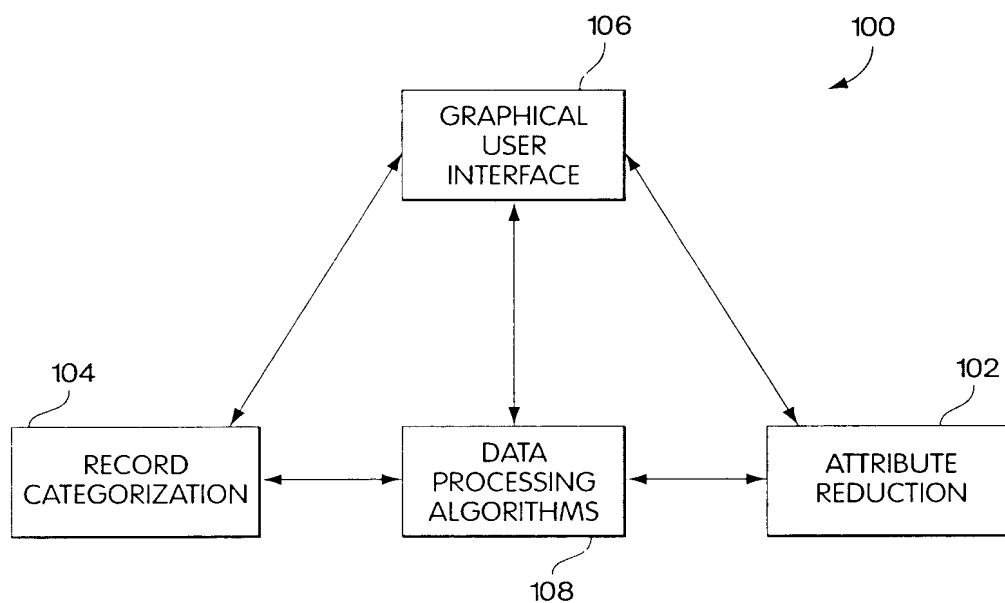 106
100
GRAPHICAL
USER
INTERFACE
104
102
RECORD
CATEGORIZATION
DATA
PROCESSING
ALGORITHMS
ATTRIBUTE
REDUCTION
108